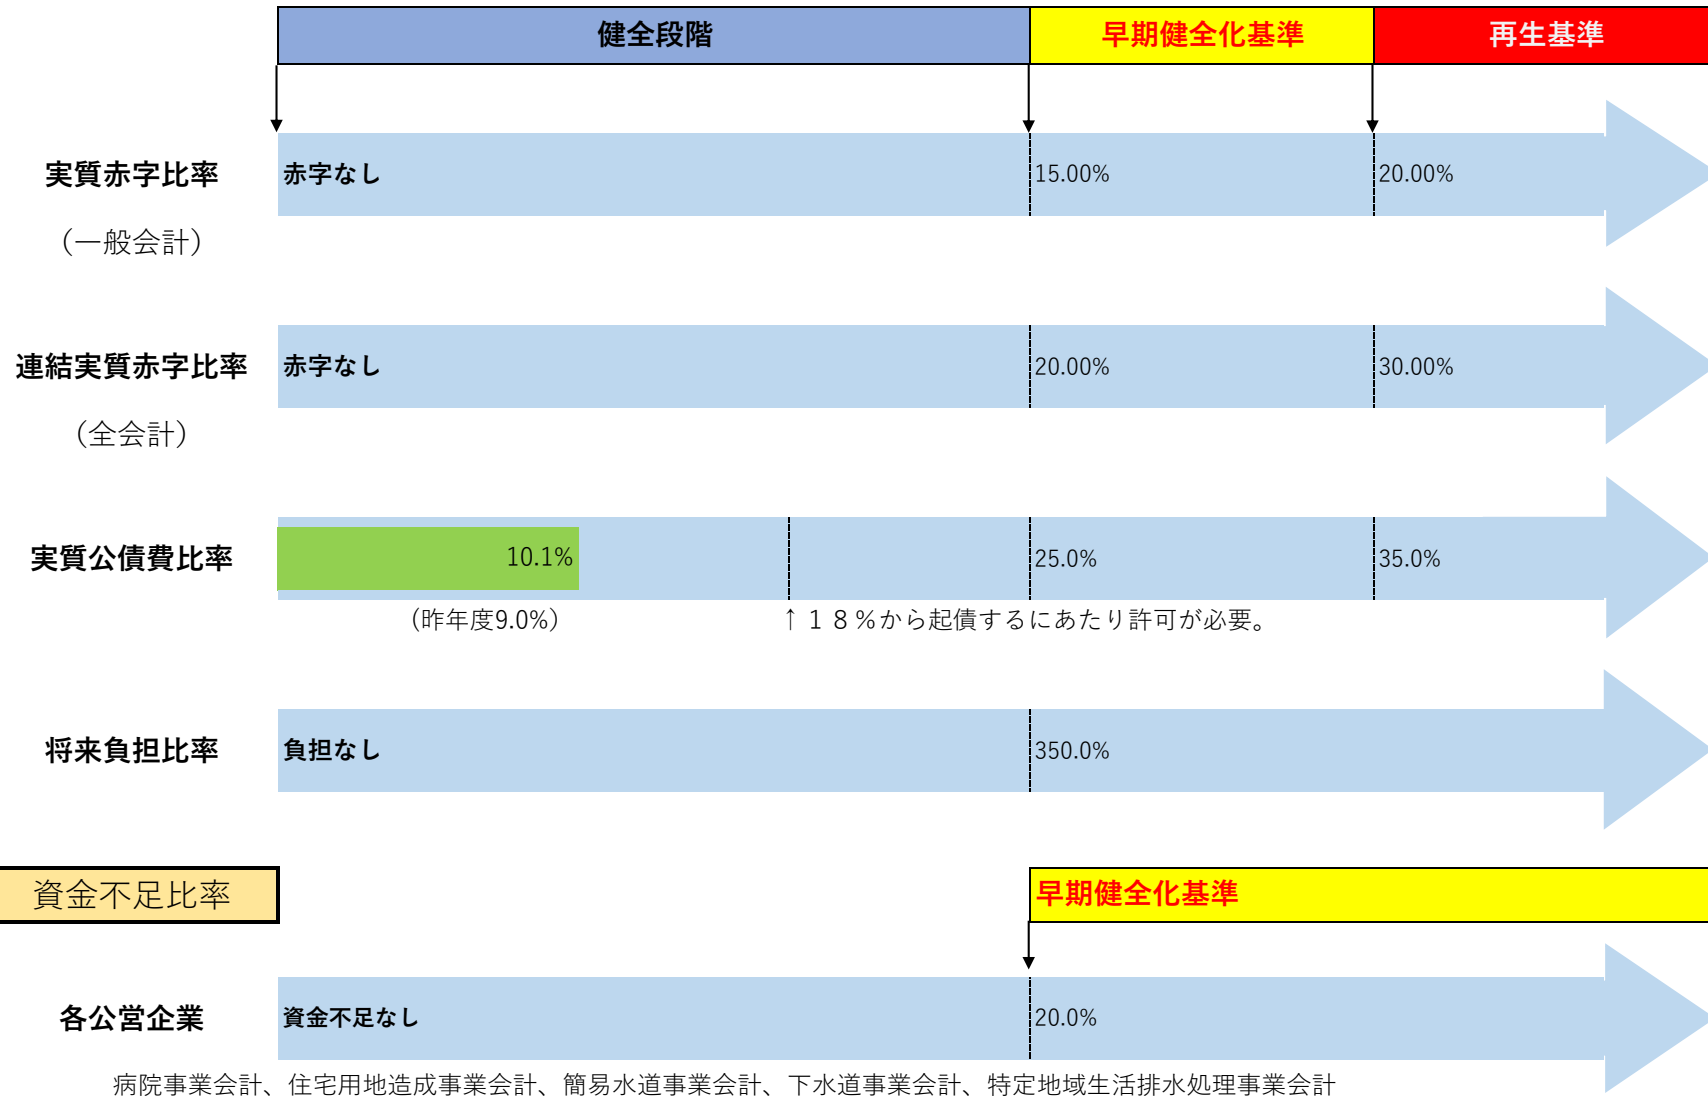 健全段階 早期健全化基準 再生基準
実質赤字比率 赤字なし 15.00% 20.00%
（一般会計）
連結実質赤字比率 赤字なし 20.00% 30.00%
（全会計）
実質公債費比率 10.1% 25.0% 35.0%
（昨年度9.0%） ↑１８％から起債するにあたり許可が必要。
将来負担比率 負担なし 350.0%
資金不足比率 早期健全化基準
各公営企業 資金不足なし 20.0%
病院事業会計、住宅用地造成事業会計、簡易水道事業会計、下水道事業会計、特定地域生活排水処理事業会計